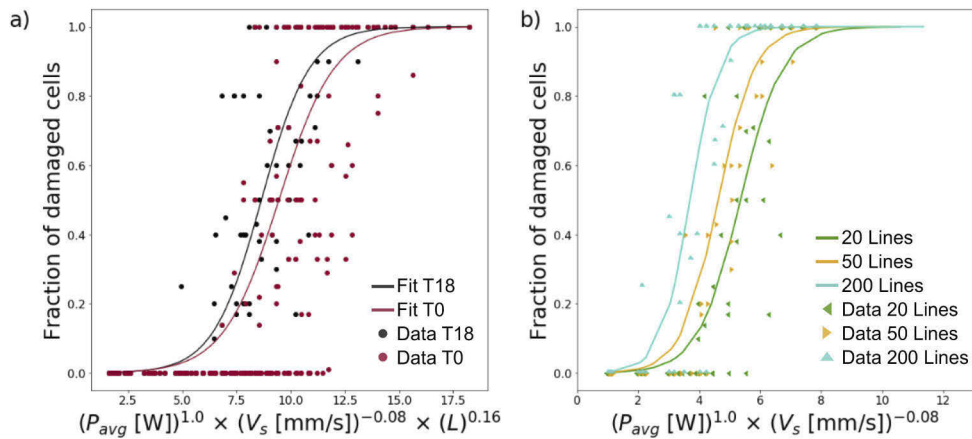 a)
Fraction of damaged cells
1.0
0.8
0.6
0.4
0.2
0.0
Fit T18
Fit T0
Data T18
Data T0
2.5 5.0 7.5 10.0 12.5 15.0 17.5
(P_avg [W])^1.0 × (V_s [mm/s])^−0.08 × (L)^0.16
b)
Fraction of damaged cells
1.0
0.8
0.6
0.4
0.2
0.0
20 Lines
50 Lines
200 Lines
Data 20 Lines
Data 50 Lines
Data 200 Lines
0 2 4 6 8 10 12
(P_avg [W])^1.0 × (V_s [mm/s])^−0.08